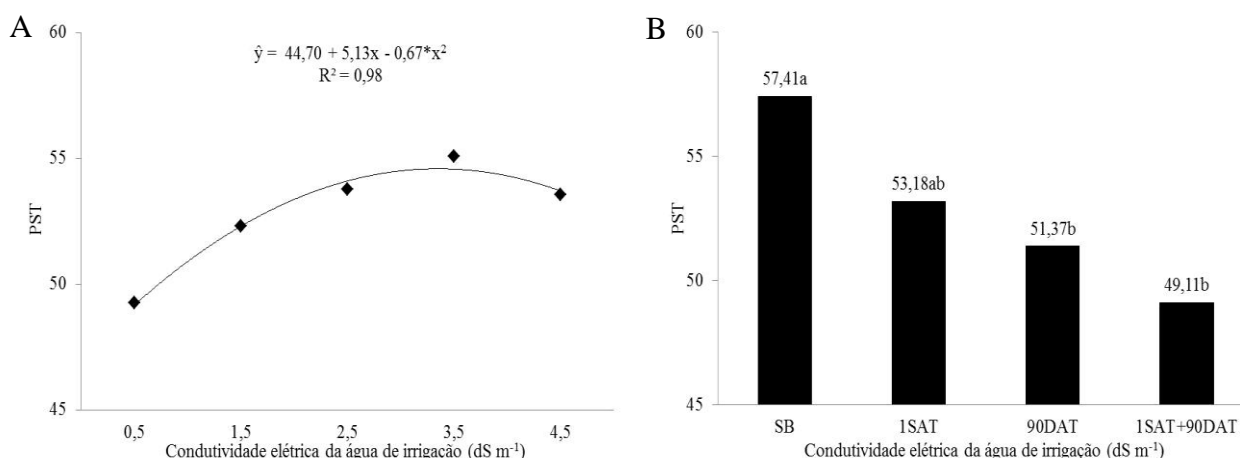 A
60
55
50
45
PST
ŷ = 44,70 + 5,13x - 0,67*x²
R² = 0,98
0,5 1,5 2,5 3,5 4,5
Condutividade elétrica da água de irrigação (dS m⁻¹)
B
60
55
50
45
PST
57,41a
53,18ab
51,37b
49,11b
SB 1SAT 90DAT 1SAT+90DAT
Condutividade elétrica da água de irrigação (dS m⁻¹)